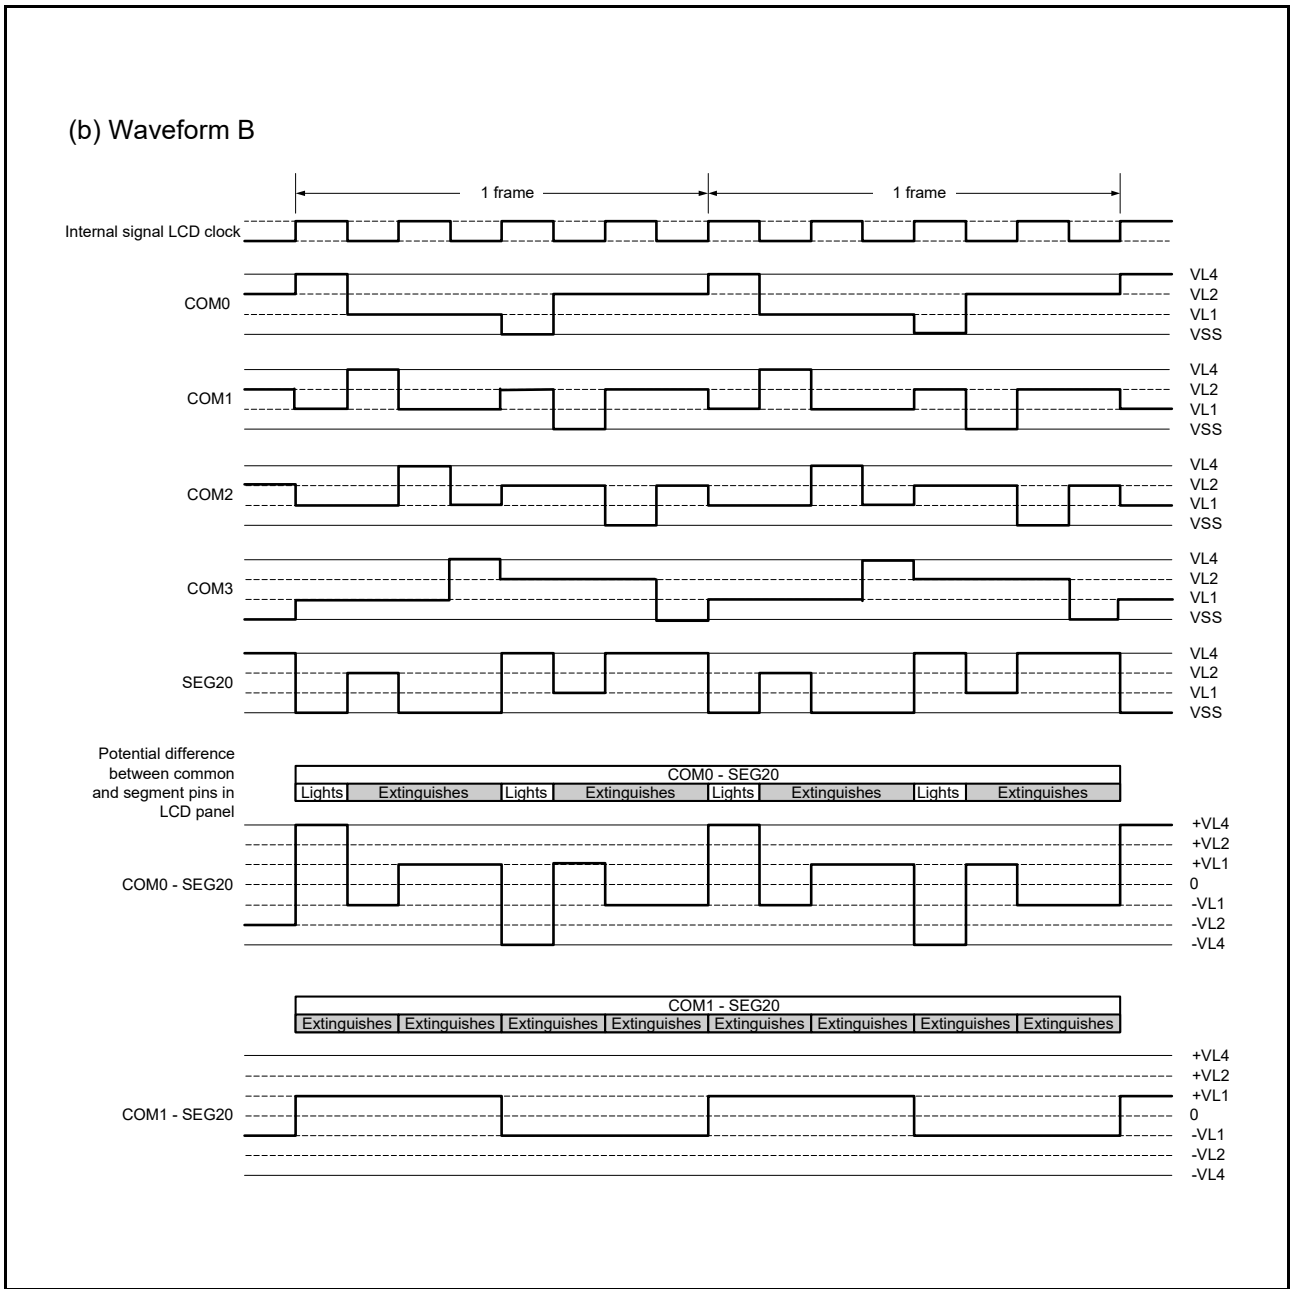 (b) Waveform B
1 frame 1 frame
Internal signal LCD clock
COM0
VL4
VL2
VL1
VSS
COM1
VL4
VL2
VL1
VSS
COM2
VL4
VL2
VL1
VSS
COM3
VL4
VL2
VL1
VSS
SEG20
VL4
VL2
VL1
VSS
Potential difference
between common
and segment pins in
LCD panel
COM0 - SEG20
Lights Extinguishes Lights Extinguishes Lights Extinguishes Lights Extinguishes
COM0 - SEG20
+VL4
+VL2
+VL1
0
-VL1
-VL2
-VL4
COM1 - SEG20
Extinguishes Extinguishes Extinguishes Extinguishes Extinguishes Extinguishes Extinguishes Extinguishes
COM1 - SEG20
+VL4
+VL2
+VL1
0
-VL1
-VL2
-VL4